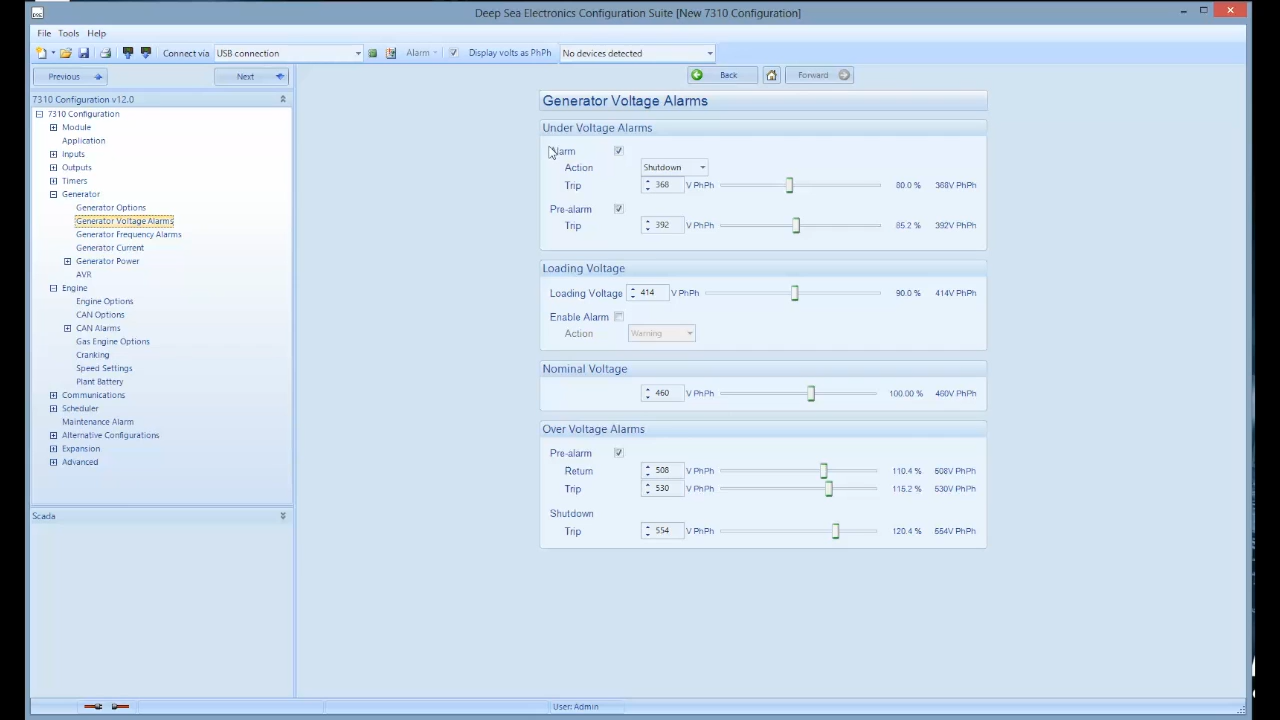 DSE
Deep Sea Electronics Configuration Suite [New 7310 Configuration]
File Tools Help
Connect via USB connection Alarm Display volts as PhPh No devices detected
Previous Next
Back Forward
7310 Configuration v12.0
7310 Configuration
Module
Application
Inputs
Outputs
Timers
Generator
Generator Options
Generator Voltage Alarms
Generator Frequency Alarms
Generator Current
Generator Power
AVR
Engine
Engine Options
CAN Options
CAN Alarms
Gas Engine Options
Cranking
Speed Settings
Plant Battery
Communications
Scheduler
Maintenance Alarm
Alternative Configurations
Expansion
Advanced
Scada
Generator Voltage Alarms
Under Voltage Alarms
Alarm
Action Shutdown
Trip 368 V PhPh 80.0 % 368V PhPh
Pre-alarm
Trip 392 V PhPh 85.2 % 392V PhPh
Loading Voltage
Loading Voltage 414 V PhPh 90.0 % 414V PhPh
Enable Alarm
Action Warning
Nominal Voltage
460 V PhPh 100.00 % 460V PhPh
Over Voltage Alarms
Pre-alarm
Return 508 V PhPh 110.4 % 508V PhPh
Trip 530 V PhPh 115.2 % 530V PhPh
Shutdown
Trip 554 V PhPh 120.4 % 554V PhPh
User: Admin